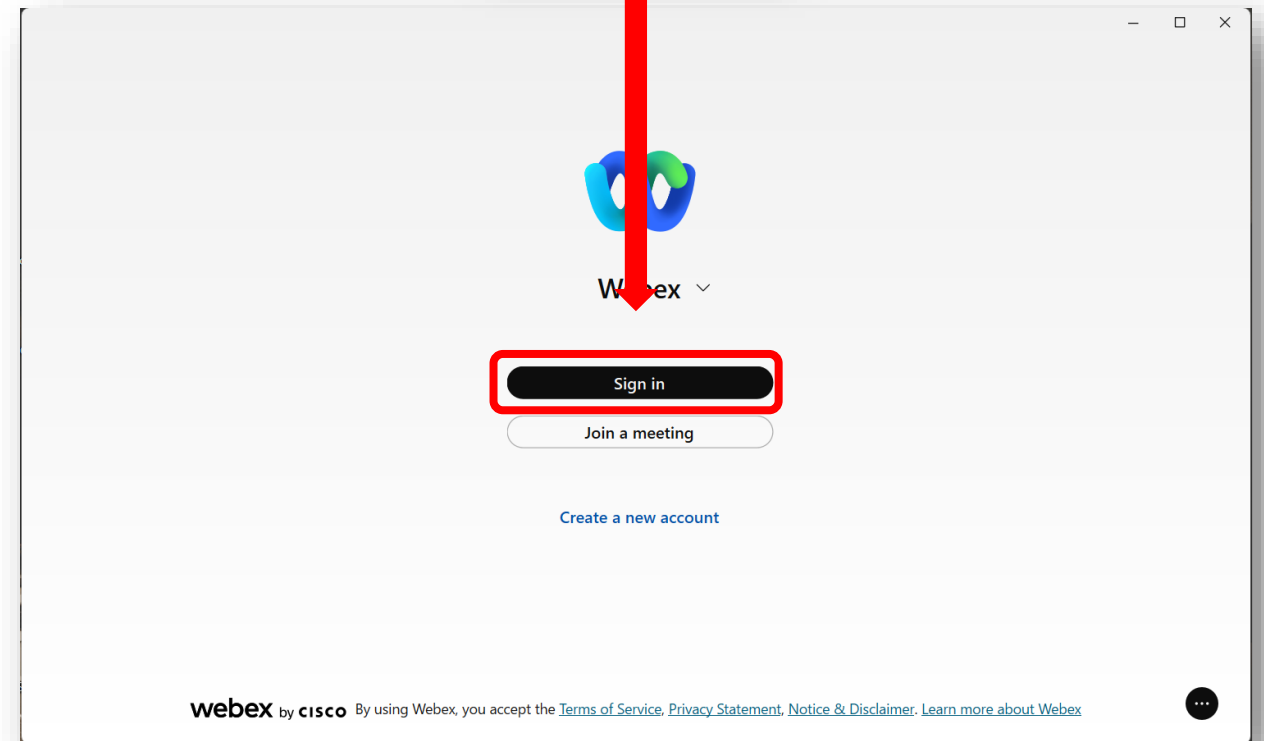 Sign in
Join a meeting
Create a new account
webex by CISCO By using Webex, you accept the Terms of Service, Privacy Statement, Notice & Disclaimer. Learn more about Webex